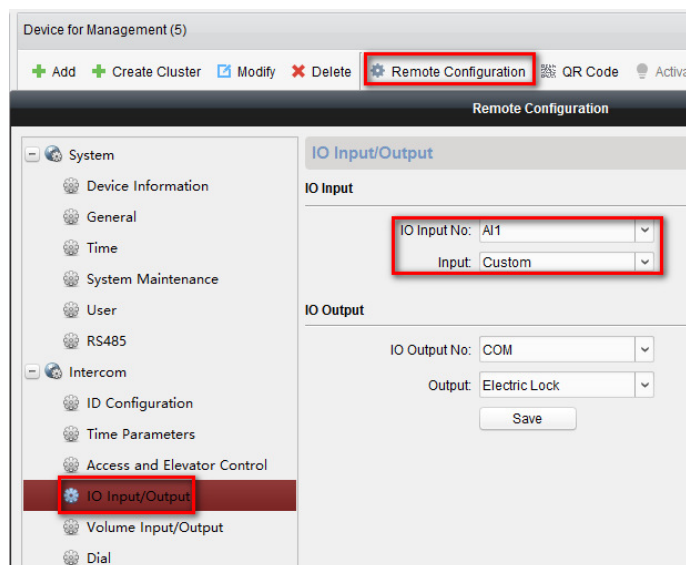 Device for Management (5)
Add Create Cluster Modify Delete Remote Configuration QR Code Activa
Remote Configuration
System
Device Information
General
Time
System Maintenance
User
RS485
Intercom
ID Configuration
Time Parameters
Access and Elevator Control
IO Input/Output
Volume Input/Output
Dial
IO Input/Output
IO Input
IO Input No: AI1
Input: Custom
IO Output
IO Output No: COM
Output: Electric Lock
Save